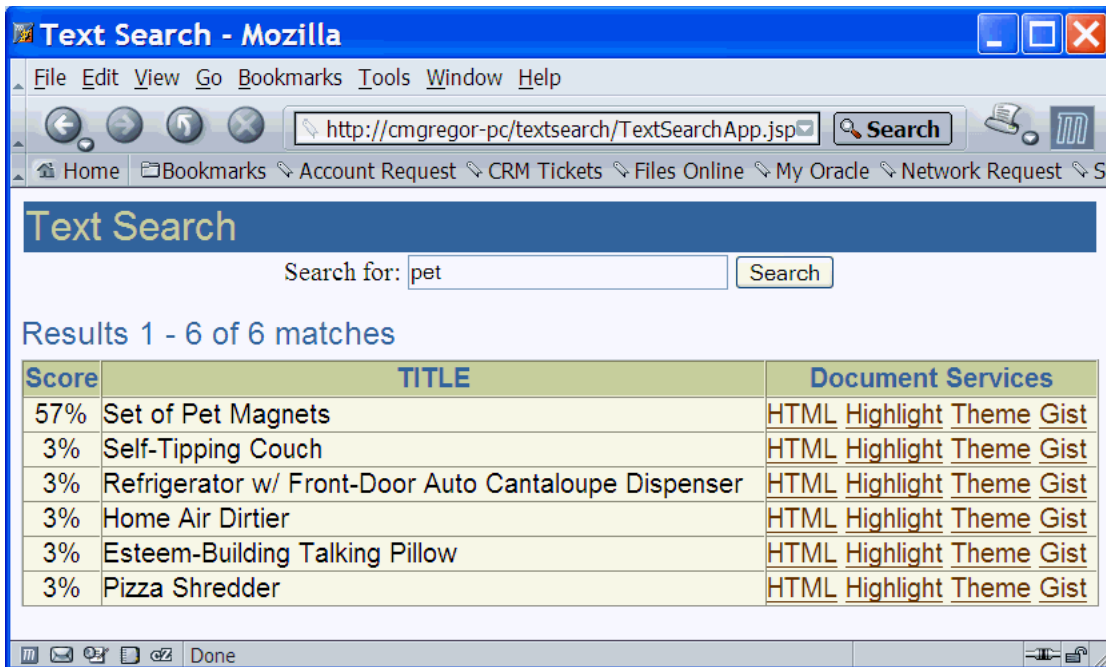 Text Search - Mozilla
File Edit View Go Bookmarks Tools Window Help
http://cmgregor-pc/textsearch/TextSearchApp.jsp Search
Home Bookmarks Account Request CRM Tickets Files Online My Oracle Network Request S
Text Search
Search for: pet Search
Results 1 - 6 of 6 matches
Score TITLE Document Services
57% Set of Pet Magnets HTML Highlight Theme Gist
3% Self-Tipping Couch HTML Highlight Theme Gist
3% Refrigerator w/ Front-Door Auto Cantaloupe Dispenser HTML Highlight Theme Gist
3% Home Air Dirtier HTML Highlight Theme Gist
3% Esteem-Building Talking Pillow HTML Highlight Theme Gist
3% Pizza Shredder HTML Highlight Theme Gist
Done